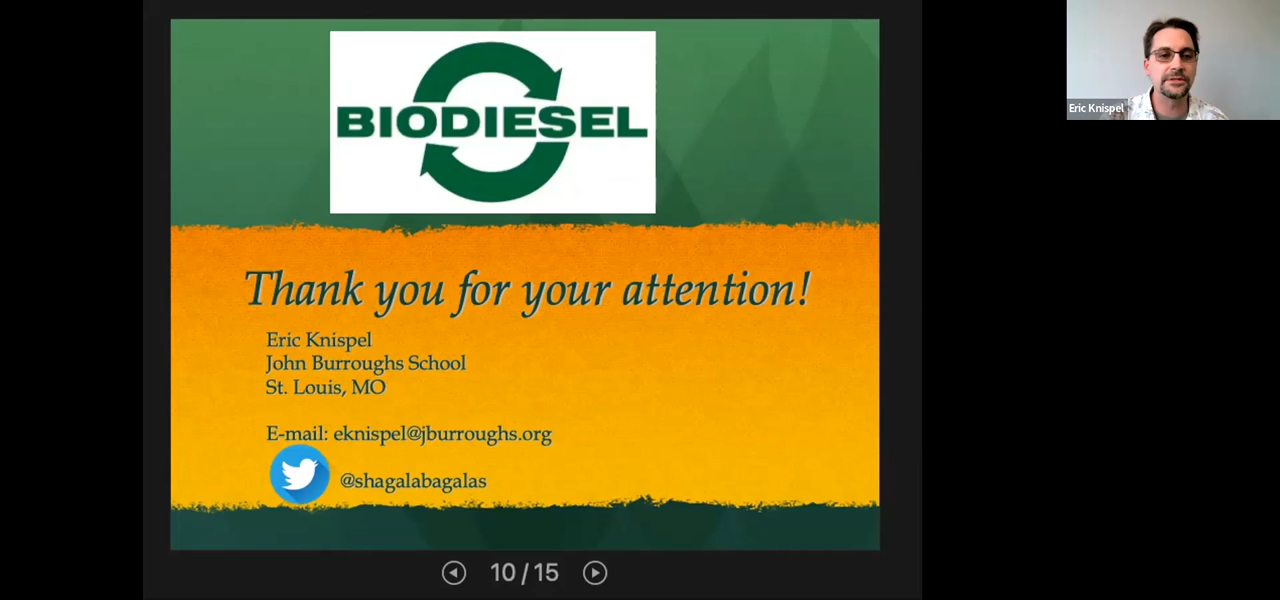 BIODIESEL
Thank you for your attention!
Eric Knispel
John Burroughs School
St. Louis, MO
E-mail: eknispel@jburroughs.org
@shagalabagalas
10 / 15
Eric Knispel